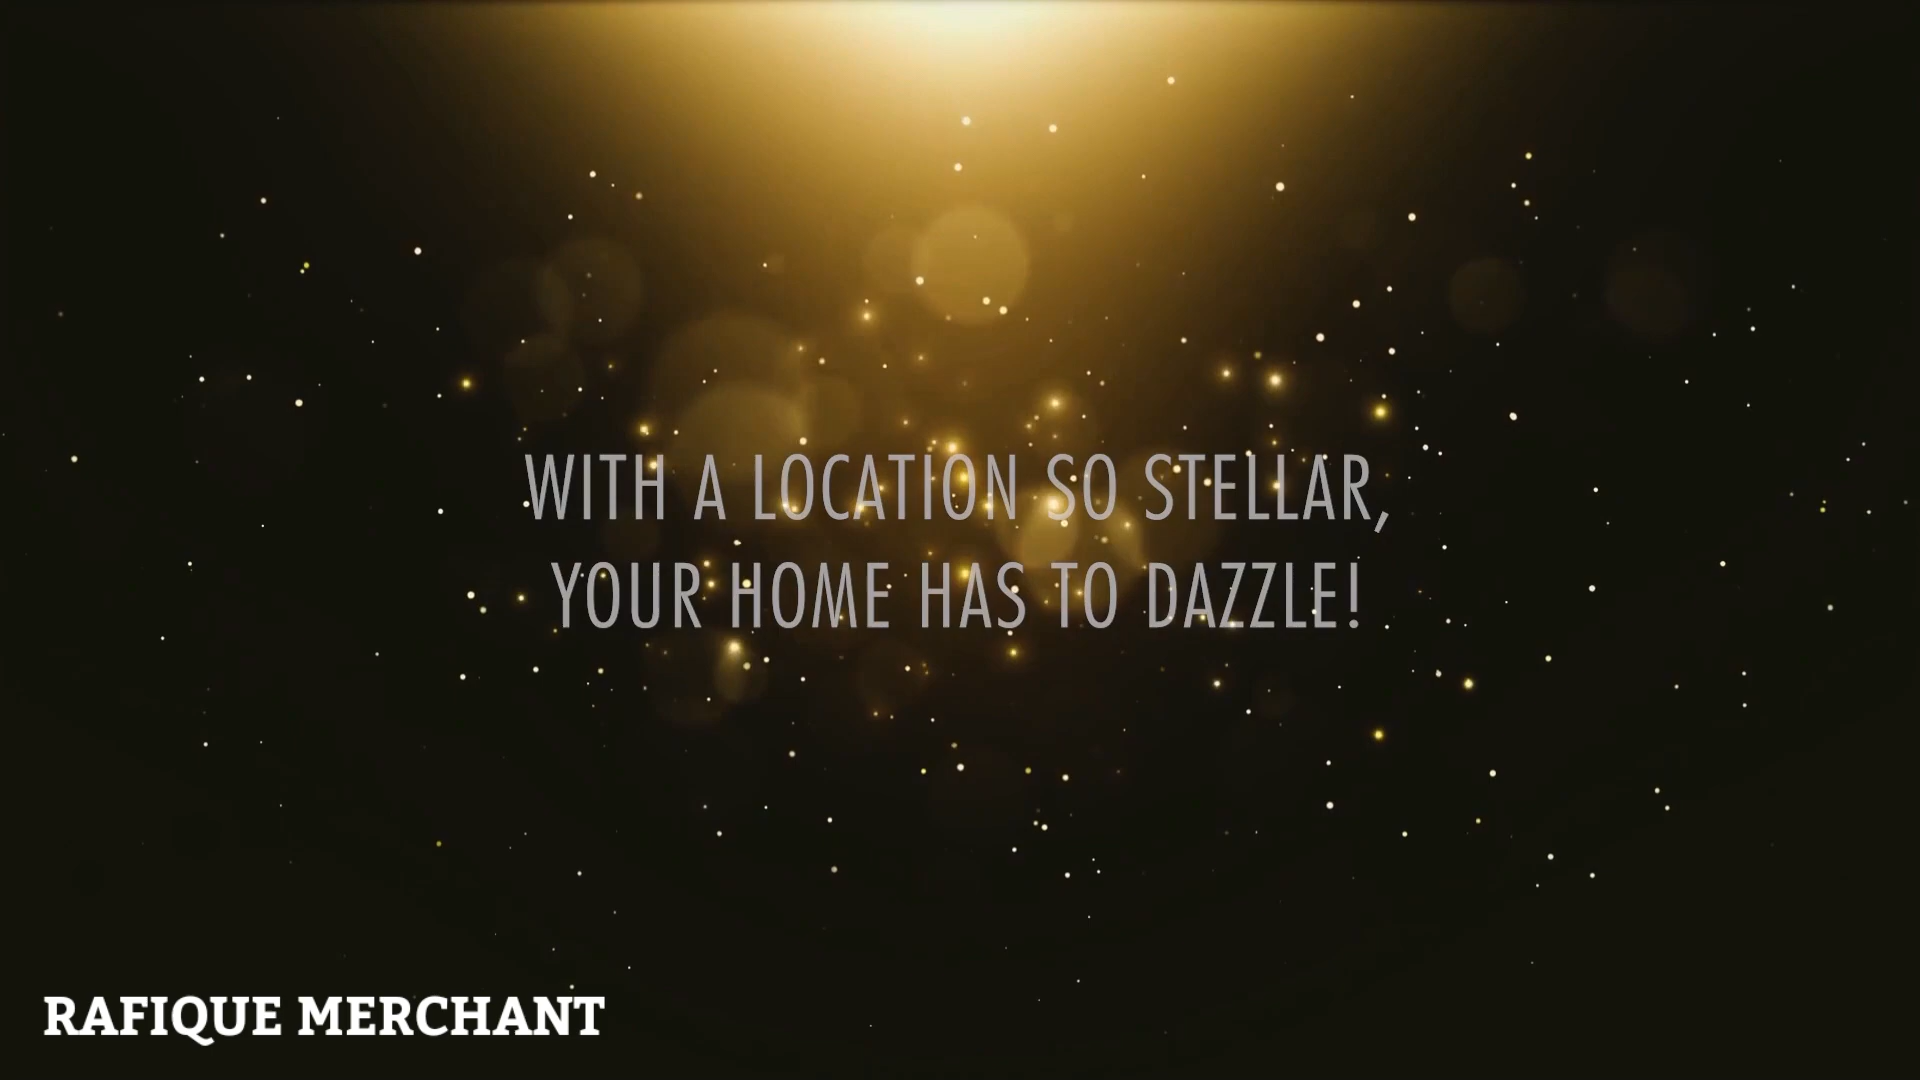 WITH A LOCATION SO STELLAR,
YOUR HOME HAS TO DAZZLE!
RAFIQUE MERCHANT